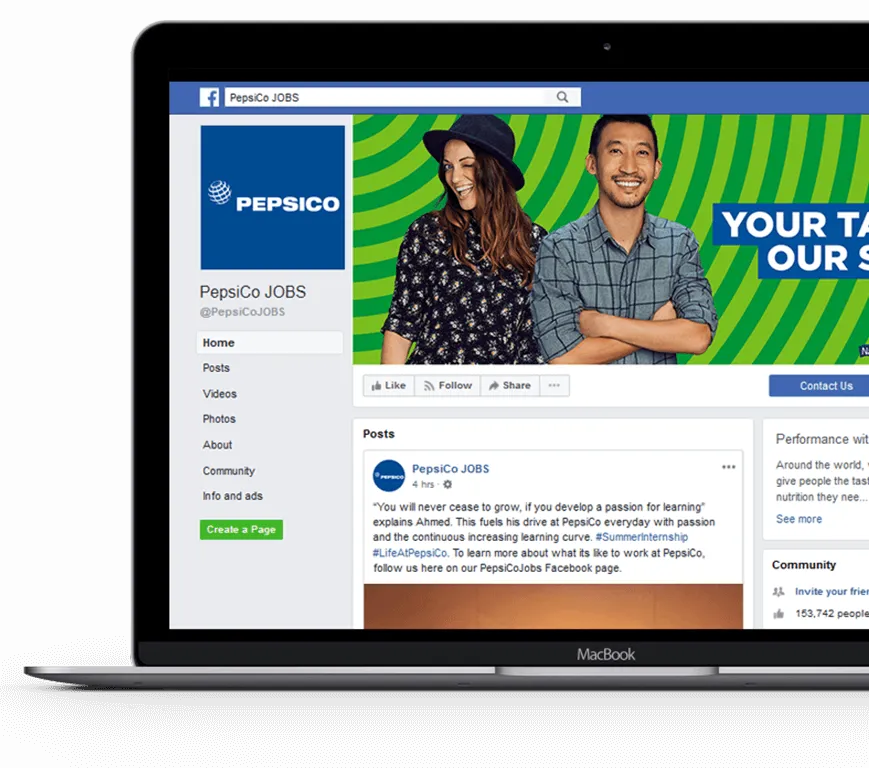 PepsiCo JOBS
PEPSICO
YOUR
OUR
PepsiCo JOBS
@PepsiCoJOBS
Home
Posts
Videos
Photos
About
Community
Info and ads
Create a Page
Like Follow Share
Contact Us
Posts
PEPSICO
PepsiCo JOBS
4 hrs ·
“You will never cease to grow, if you develop a passion for learning”
explains Ahmed. This fuels his drive at PepsiCo everyday with passion
and the continuous increasing learning curve. #SummerInternship
#LifeAtPepsiCo. To learn more about what its like to work at PepsiCo,
follow us here on our PepsiCoJobs Facebook page.
Performance
Around the world,
give people the
nutrition they nee...
See more
Community
Invite your
153,742 people
MacBook